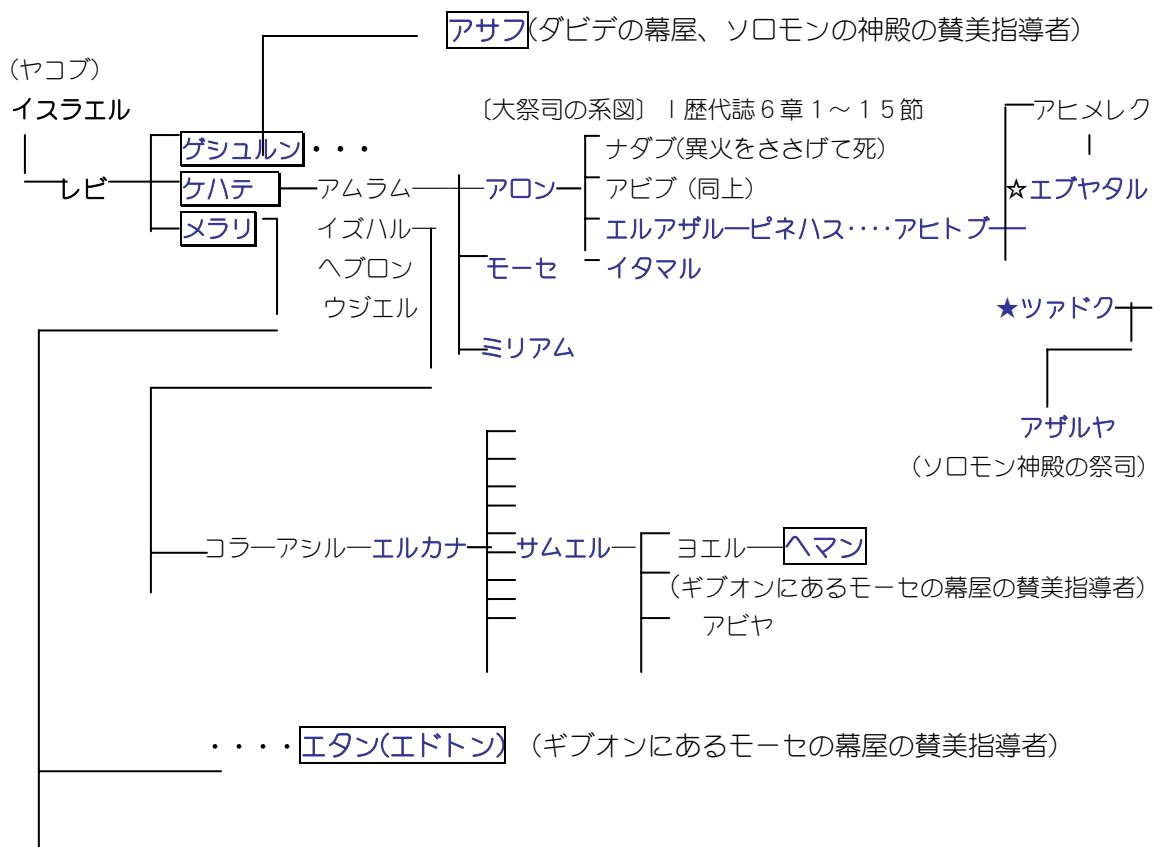 アサフ(ダビデの幕屋、ソロモンの神殿の賛美指導者)
(ヤコブ)
イスラエル
〔大祭司の系図〕Ⅰ歴代誌6章1~15節
アヒメレク
ゲシュルン・・・
ナダブ(異火をささげて死)
レビ ケハテ アムラム アロン アビブ (同上) ☆エブヤタル
メラリ イズハル エルアザルーピネハス‥‥アヒトブ
ヘブロン モーセ イタマル
ウジエル ★ツァドク
ミリアム
アザルヤ
(ソロモン神殿の祭司)
コラーアシルーエルカナ サムエル ヨエル ヘマン
(ギブオンにあるモーセの幕屋の賛美指導者)
アビヤ
・・・・エタン(エドトン) (ギブオンにあるモーセの幕屋の賛美指導者)